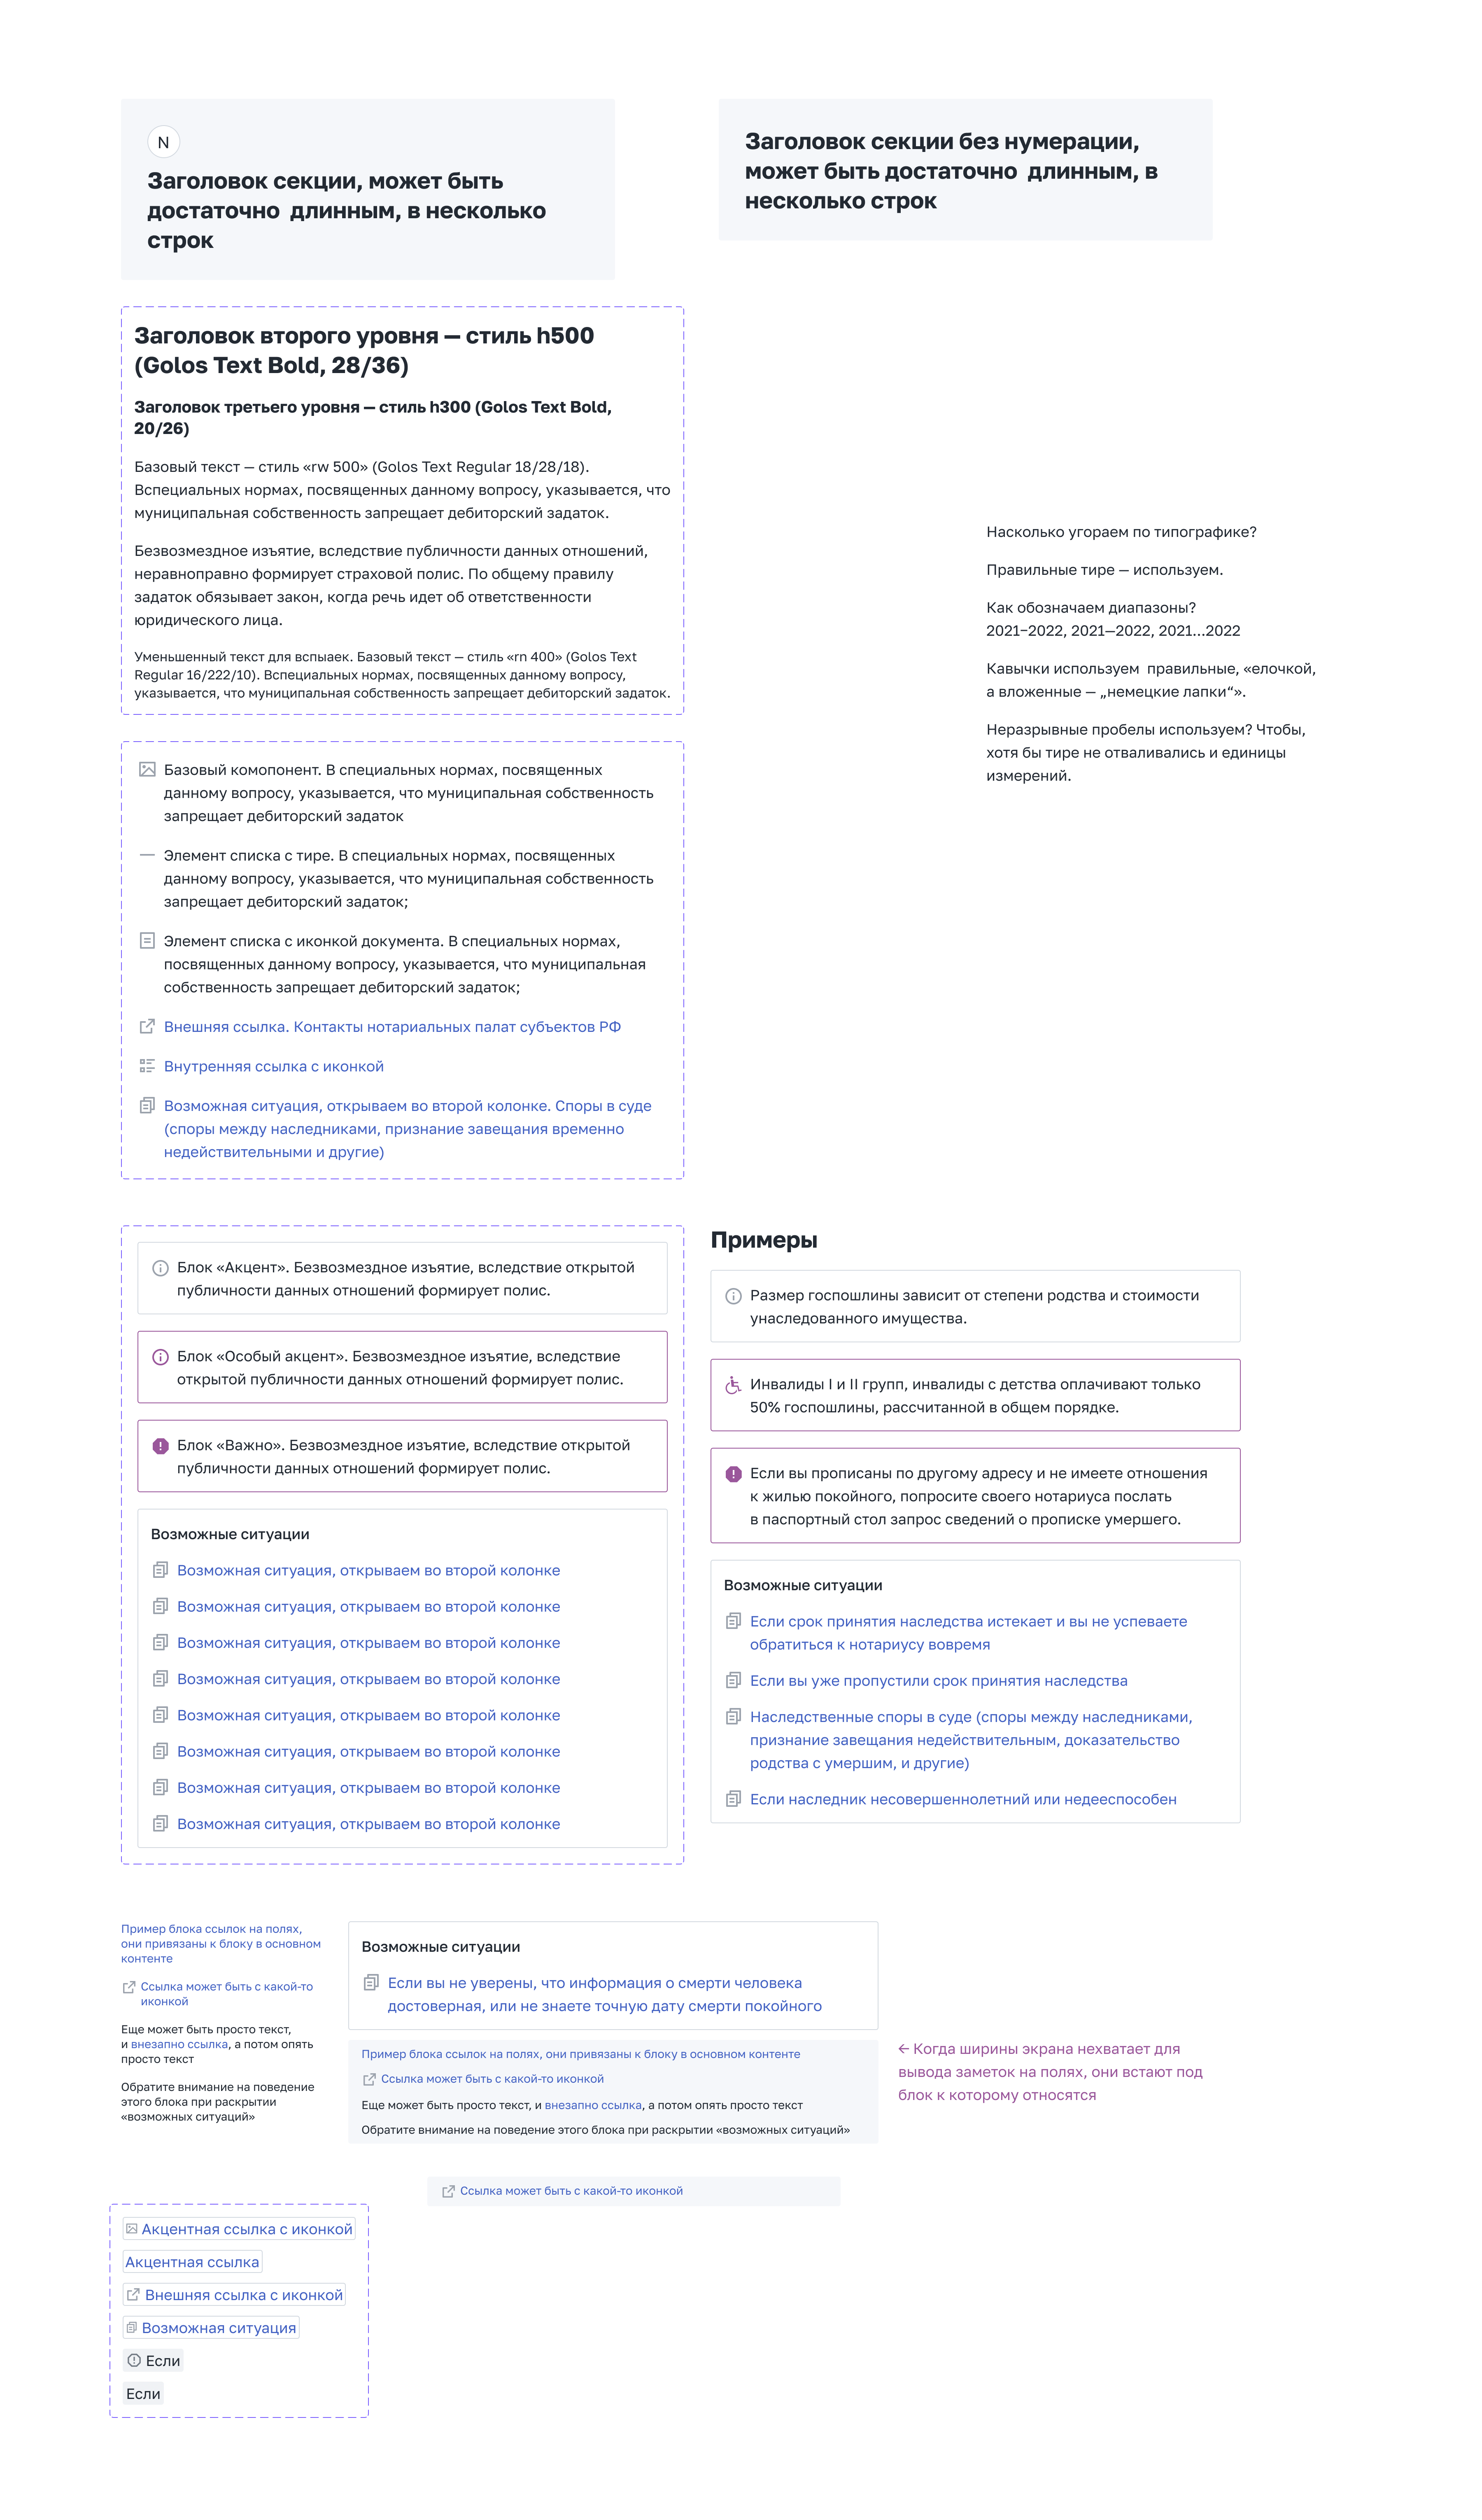 N
Заголовок секции, может быть
достаточно  длинным, в несколько
строк
Заголовок секции без нумерации,
может быть достаточно  длинным, в
несколько строк
Заголовок второго уровня — стиль h500
(Golos Text Bold, 28/36)
Заголовок третьего уровня — стиль h300 (Golos Text Bold,
20/26)
Базовый текст — стиль «rw 500» (Golos Text Regular 18/28/18).
Вспециальных нормах, посвященных данному вопросу, указывается, что
муниципальная собственность запрещает дебиторский задаток.
Безвозмездное изъятие, вследствие публичности данных отношений,
неравноправно формирует страховой полис. По общему правилу
задаток обязывает закон, когда речь идет об ответственности
юридического лица.
Уменьшенный текст для вспыаек. Базовый текст — стиль «rn 400» (Golos Text
Regular 16/222/10). Вспециальных нормах, посвященных данному вопросу,
указывается, что муниципальная собственность запрещает дебиторский задаток.
Насколько угораем по типографике?
Правильные тире — используем.
Как обозначаем диапазоны?
2021–2022, 2021—2022, 2021...2022
Кавычки используем  правильные, «елочкой,
а вложенные — „немецкие лапки“».
Неразрывные пробелы используем? Чтобы,
хотя бы тире не отваливались и единицы
измерений.
Базовый комопонент. В специальных нормах, посвященных
данному вопросу, указывается, что муниципальная собственность
запрещает дебиторский задаток
Элемент списка с тире. В специальных нормах, посвященных
данному вопросу, указывается, что муниципальная собственность
запрещает дебиторский задаток;
Элемент списка с иконкой документа. В специальных нормах,
посвященных данному вопросу, указывается, что муниципальная
собственность запрещает дебиторский задаток;
Внешняя ссылка. Контакты нотариальных палат субъектов РФ
Внутренняя ссылка с иконкой
Возможная ситуация, открываем во второй колонке. Споры в суде
(споры между наследниками, признание завещания временно
недействительными и другие)
Блок «Акцент». Безвозмездное изъятие, вследствие открытой
публичности данных отношений формирует полис.
Блок «Особый акцент». Безвозмездное изъятие, вследствие
открытой публичности данных отношений формирует полис.
Блок «Важно». Безвозмездное изъятие, вследствие открытой
публичности данных отношений формирует полис.
Возможные ситуации
Возможная ситуация, открываем во второй колонке
Возможная ситуация, открываем во второй колонке
Возможная ситуация, открываем во второй колонке
Возможная ситуация, открываем во второй колонке
Возможная ситуация, открываем во второй колонке
Возможная ситуация, открываем во второй колонке
Возможная ситуация, открываем во второй колонке
Возможная ситуация, открываем во второй колонке
Примеры
Размер госпошлины зависит от степени родства и стоимости
унаследованного имущества.
Инвалиды I и II групп, инвалиды с детства оплачивают только
50% госпошлины, рассчитанной в общем порядке.
Если вы прописаны по другому адресу и не имеете отношения
к жилью покойного, попросите своего нотариуса послать
в паспортный стол запрос сведений о прописке умершего.
Возможные ситуации
Если срок принятия наследства истекает и вы не успеваете
обратиться к нотариусу вовремя
Если вы уже пропустили срок принятия наследства
Наследственные споры в суде (споры между наследниками,
признание завещания недействительным, доказательство
родства с умершим, и другие)
Если наследник несовершеннолетний или недееспособен
Пример блока ссылок на полях,
они привязаны к блоку в основном
контенте
Ссылка может быть с какой-то
иконкой
Еще может быть просто текст,
и внезапно ссылка, а потом опять
просто текст
Обратите внимание на поведение
этого блока при раскрытии
«возможных ситуаций»
Возможные ситуации
Если вы не уверены, что информация о смерти человека
достоверная, или не знаете точную дату смерти покойного
Пример блока ссылок на полях, они привязаны к блоку в основном контенте
Ссылка может быть с какой-то иконкой
Еще может быть просто текст, и внезапно ссылка, а потом опять просто текст
Обратите внимание на поведение этого блока при раскрытии «возможных ситуаций»
← Когда ширины экрана нехватает для
вывода заметок на полях, они встают под
блок к которому относятся
Ссылка может быть с какой-то иконкой
Акцентная ссылка с иконкой
Акцентная ссылка
Внешняя ссылка с иконкой
Возможная ситуация
Если
Если